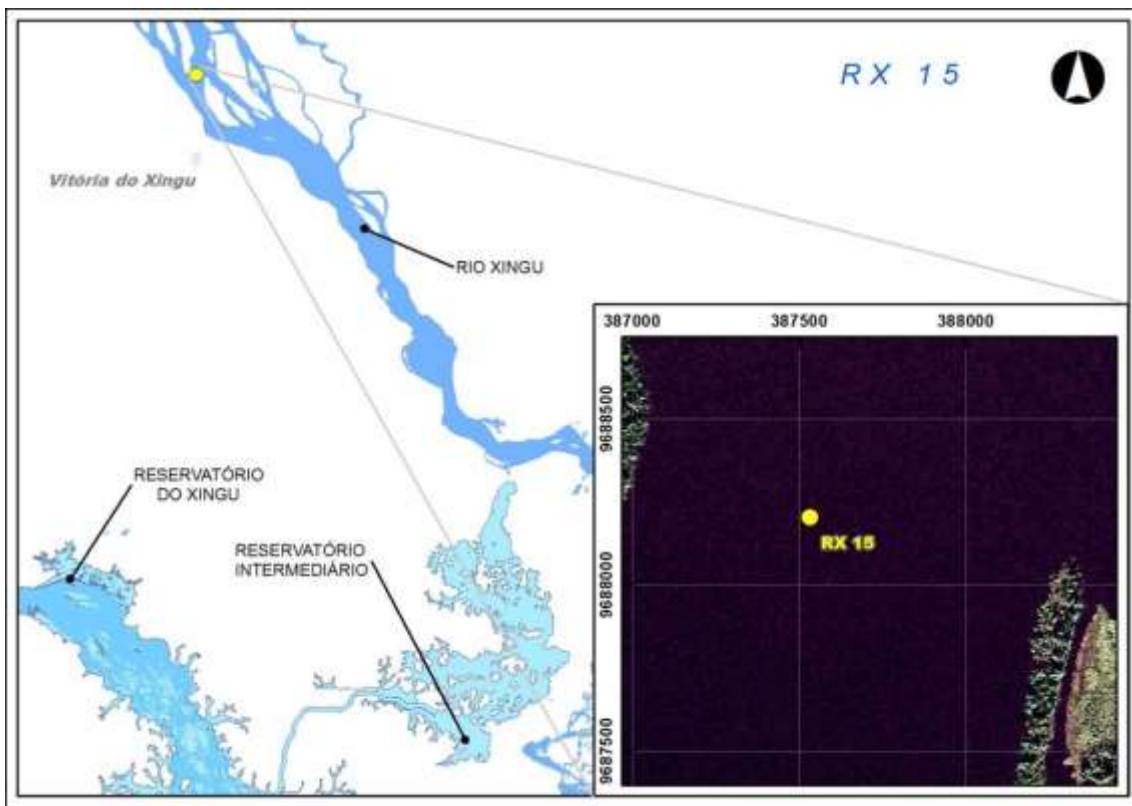 RX 15
Vitória do Xingu
RIO XINGU
RESERVATÓRIO
DO XINGU
RESERVATÓRIO
INTERMEDIÁRIO
387000 387500 388000
9688500
RX 15
9688000
9687500